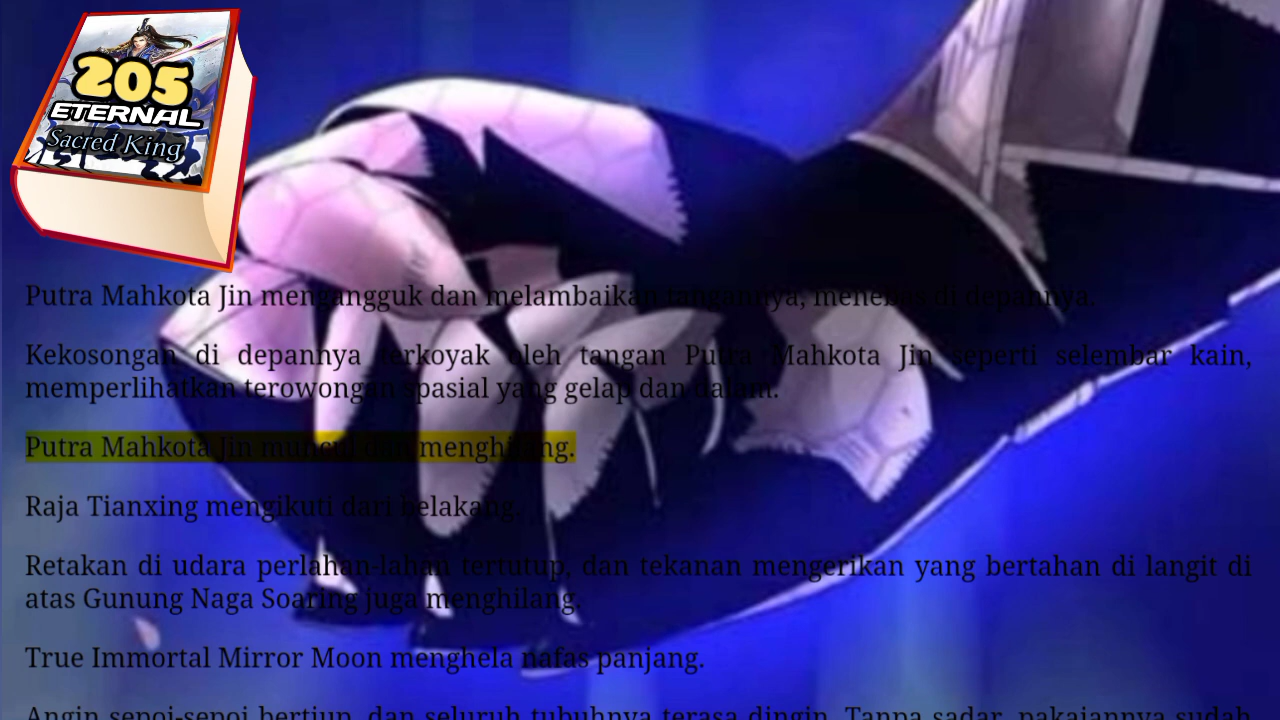 205
ETERNAL
Sacred King
Putra Mahkota Jin mengangguk dan melambaikan tangannya, menebas di depannya.
Kekosongan di depannya terkoyak oleh tangan Putra Mahkota Jin seperti selembar kain,
memperlihatkan terowongan spasial yang gelap dan dalam.
Putra Mahkota Jin muncul dan menghilang.
Raja Tianxing mengikuti dari belakang.
Retakan di udara perlahan-lahan tertutup, dan tekanan mengerikan yang bertahan di langit di
atas Gunung Naga Soaring juga menghilang.
True Immortal Mirror Moon menghela nafas panjang.
Angin sepoi-sepoi bertiup, dan seluruh tubuhnya terasa dingin. Tanpa sadar, pakaiannya sudah